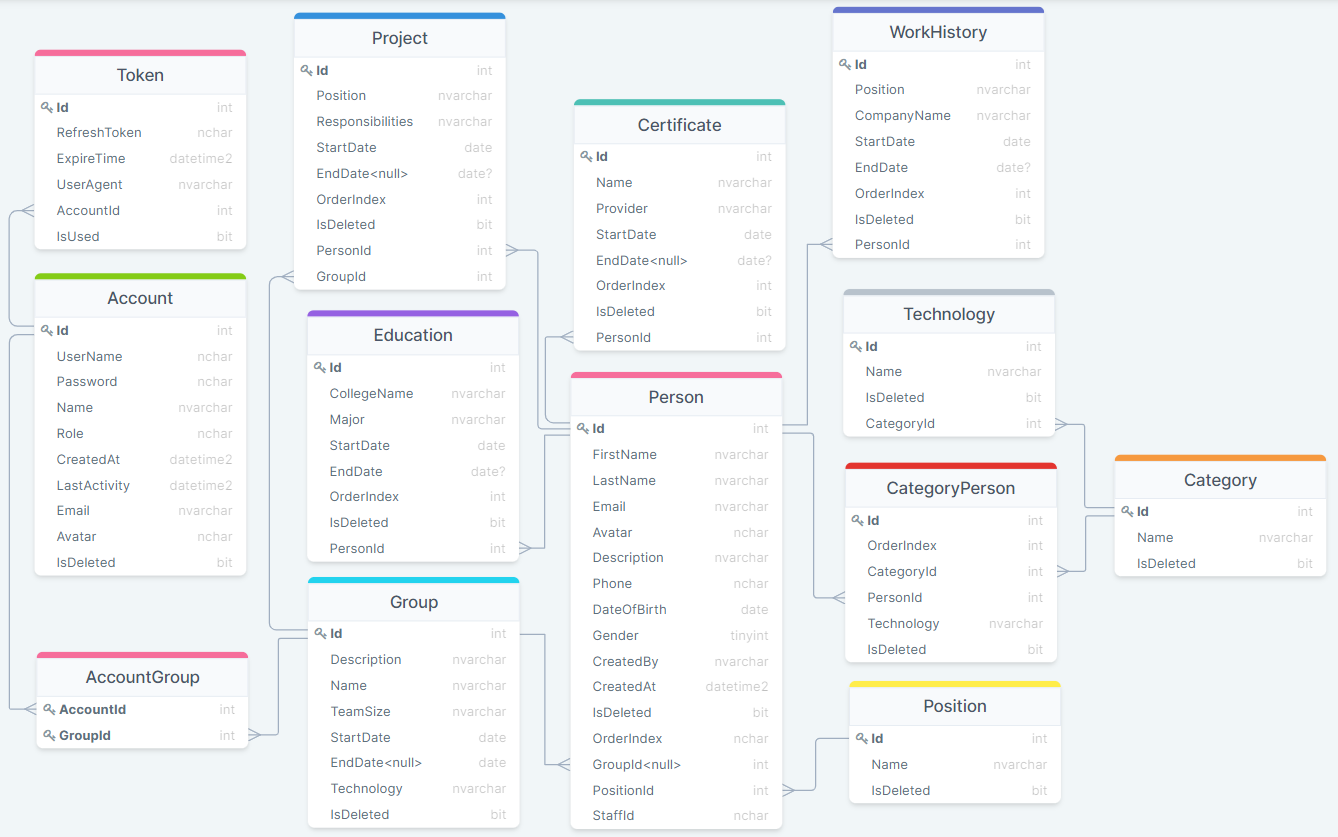 Token
Id int
RefreshToken nchar
ExpireTime datetime2
UserAgent nvarchar
AccountId int
IsUsed bit
Account
Id int
UserName nchar
Password nchar
Name nvarchar
Role nchar
CreatedAt datetime2
LastActivity datetime2
Email nvarchar
Avatar nchar
IsDeleted bit
AccountGroup
AccountId int
GroupId int
Project
Id int
Position nvarchar
Responsibilities nvarchar
StartDate date
EndDate<null> date?
OrderIndex int
IsDeleted bit
PersonId int
GroupId int
Education
Id int
CollegeName nvarchar
Major nvarchar
StartDate date
EndDate date?
OrderIndex int
IsDeleted bit
PersonId int
Group
Id int
Description nvarchar
Name nvarchar
TeamSize nvarchar
StartDate date
EndDate<null> date
Technology nvarchar
IsDeleted bit
Certificate
Id int
Name nvarchar
Provider nvarchar
StartDate date
EndDate<null> date?
OrderIndex int
IsDeleted bit
PersonId int
Person
Id int
FirstName nvarchar
LastName nvarchar
Email nvarchar
Avatar nchar
Description nvarchar
Phone nchar
DateOfBirth date
Gender tinyint
CreatedBy nvarchar
CreatedAt datetime2
IsDeleted bit
OrderIndex nchar
GroupId<null> int
PositionId int
StaffId nchar
WorkHistory
Id int
Position nvarchar
CompanyName nvarchar
StartDate date
EndDate date?
OrderIndex int
IsDeleted bit
PersonId int
Technology
Id int
Name nvarchar
IsDeleted bit
CategoryId int
CategoryPerson
Id int
OrderIndex int
CategoryId int
PersonId int
Technology nvarchar
IsDeleted bit
Position
Id int
Name nvarchar
IsDeleted bit
Category
Id int
Name nvarchar
IsDeleted bit